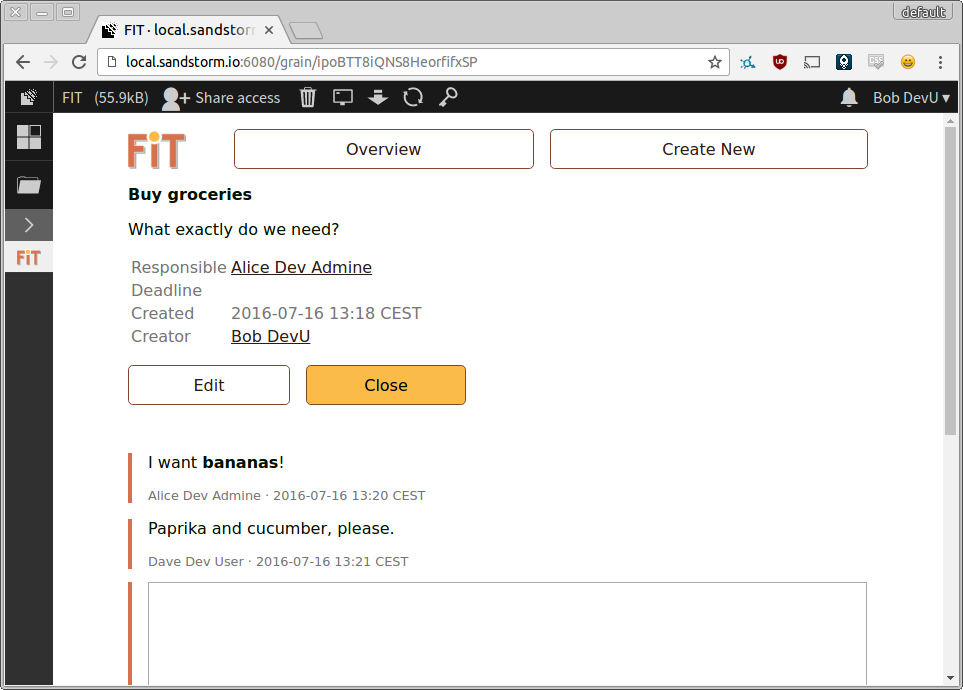 default
FIT · local.sandstor
local.sandstorm.io:6080/grain/ipoBTT8iQNS8HeorfifxSP
FIT (55.9kB) Share access Bob DevU ▾
FiT
Overview
Create New
Buy groceries
What exactly do we need?
FiT
Responsible Alice Dev Admine
Deadline
Created 2016-07-16 13:18 CEST
Creator Bob DevU
Edit
Close
I want bananas!
Alice Dev Admine · 2016-07-16 13:20 CEST
Paprika and cucumber, please.
Dave Dev User · 2016-07-16 13:21 CEST